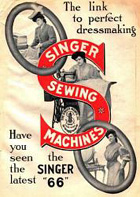 The link
to perfect
dressmaking
SINGER
SEWING
MACHINES
Have the
you SINGER
seen "66"
the
latest